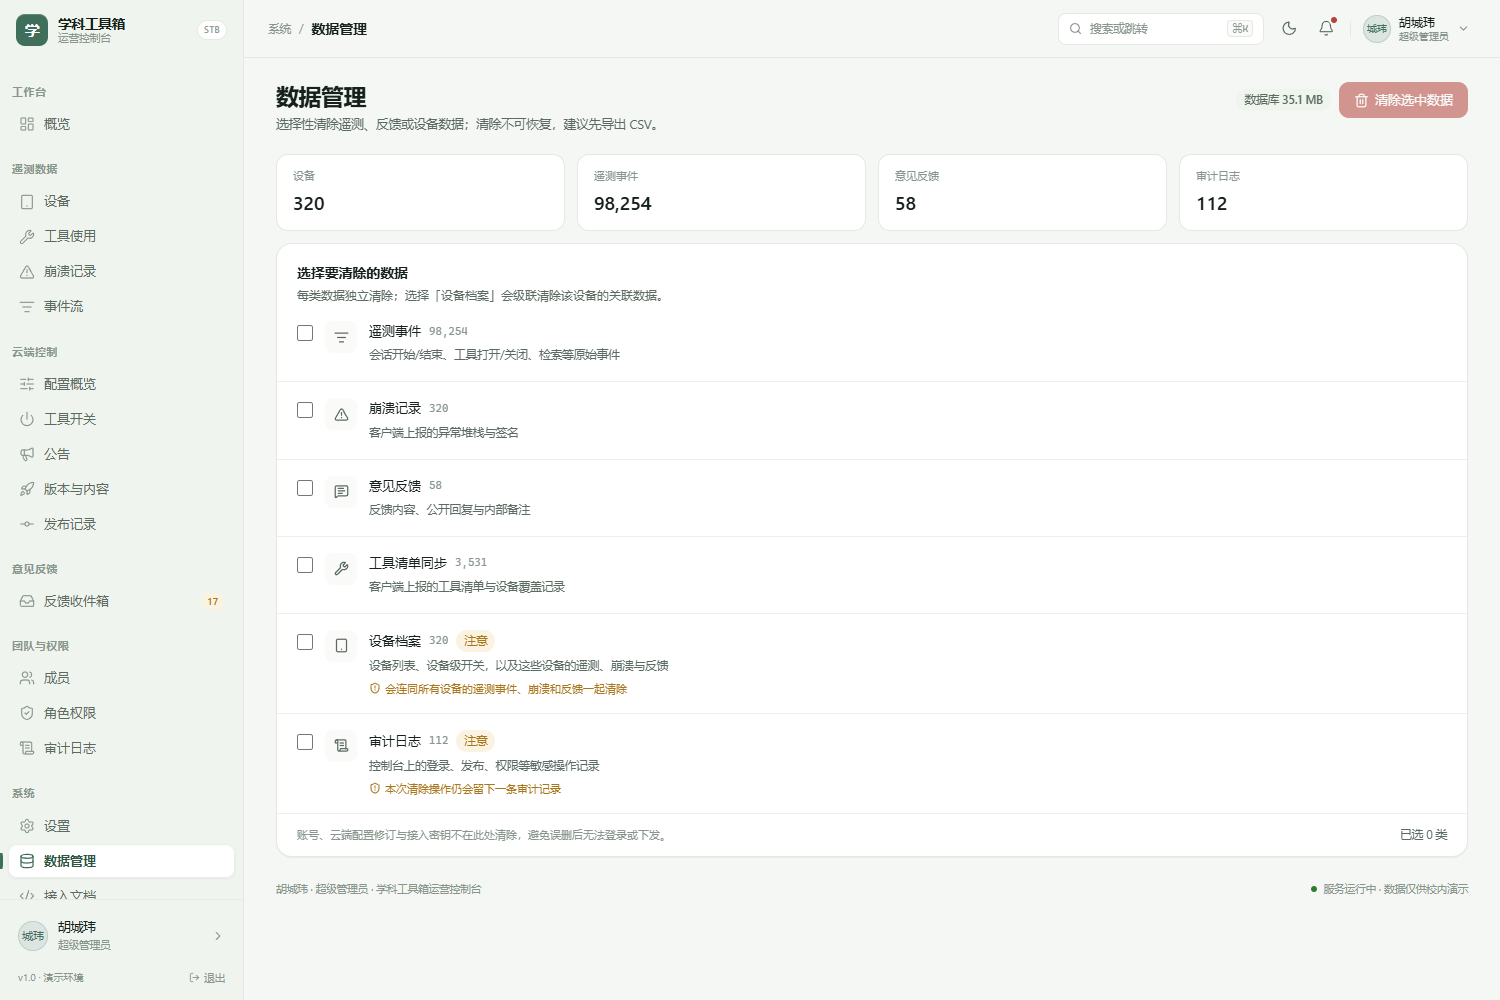 学
学科工具箱
运营控制台
STB
工作台
概览
遥测数据
设备
工具使用
崩溃记录
事件流
云端控制
配置概览
工具开关
公告
版本与内容
发布记录
意见反馈
反馈收件箱
17
团队与权限
成员
角色权限
审计日志
系统
设置
数据管理
接入文档
城玮
胡城玮
超级管理员
v1.0 · 演示环境
退出
系统 / 数据管理
搜索或跳转
⌘K
城玮
胡城玮
超级管理员
数据管理
选择性清除遥测、反馈或设备数据；清除不可恢复，建议先导出 CSV。
数据库 35.1 MB
清除选中数据
设备
320
遥测事件
98,254
意见反馈
58
审计日志
112
选择要清除的数据
每类数据独立清除；选择「设备档案」会级联清除该设备的关联数据。
遥测事件 98,254
会话开始/结束、工具打开/关闭、检索等原始事件
崩溃记录 320
客户端上报的异常堆栈与签名
意见反馈 58
反馈内容、公开回复与内部备注
工具清单同步 3,531
客户端上报的工具清单与设备覆盖记录
设备档案 320 注意
设备列表、设备级开关，以及这些设备的遥测、崩溃与反馈
会连同所有设备的遥测事件、崩溃和反馈一起清除
审计日志 112 注意
控制台上的登录、发布、权限等敏感操作记录
本次清除操作仍会留下一条审计记录
账号、云端配置修订与接入密钥不在此处清除，避免误删后无法登录或下发。
已选 0 类
胡城玮 · 超级管理员 · 学科工具箱运营控制台
服务运行中 · 数据仅供校内演示